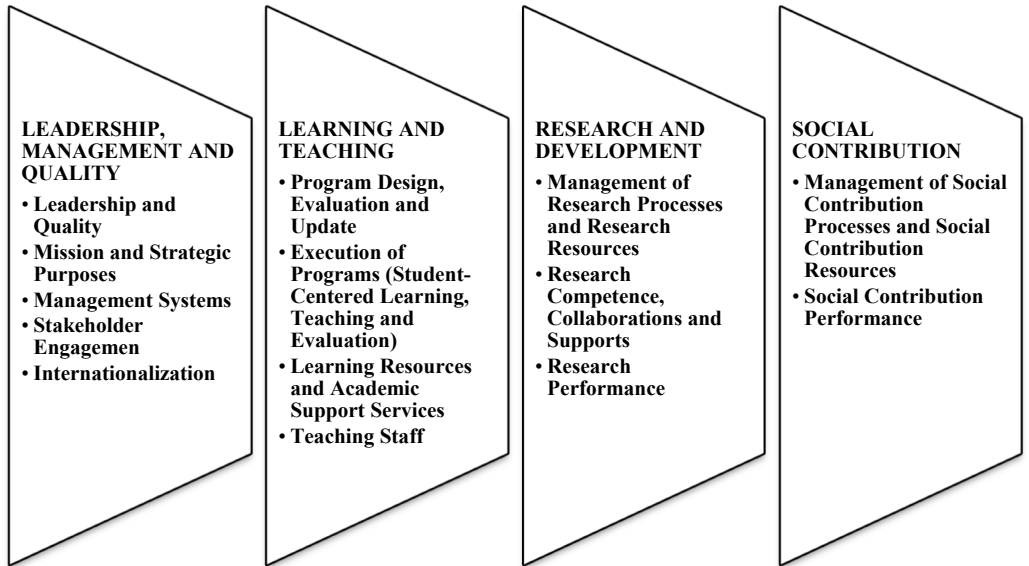 LEADERSHIP,
MANAGEMENT AND
QUALITY
• Leadership and
Quality
• Mission and Strategic
Purposes
• Management Systems
• Stakeholder
Engagemen
• Internationalization
LEARNING AND
TEACHING
• Program Design,
Evaluation and
Update
• Execution of
Programs (Student-
Centered Learning,
Teaching and
Evaluation)
• Learning Resources
and Academic
Support Services
• Teaching Staff
RESEARCH AND
DEVELOPMENT
• Management of
Research Processes
and Research
Resources
• Research
Competence,
Collaborations and
Supports
• Research
Performance
SOCIAL
CONTRIBUTION
• Management of Social
Contribution
Processes and Social
Contribution
Resources
• Social Contribution
Performance